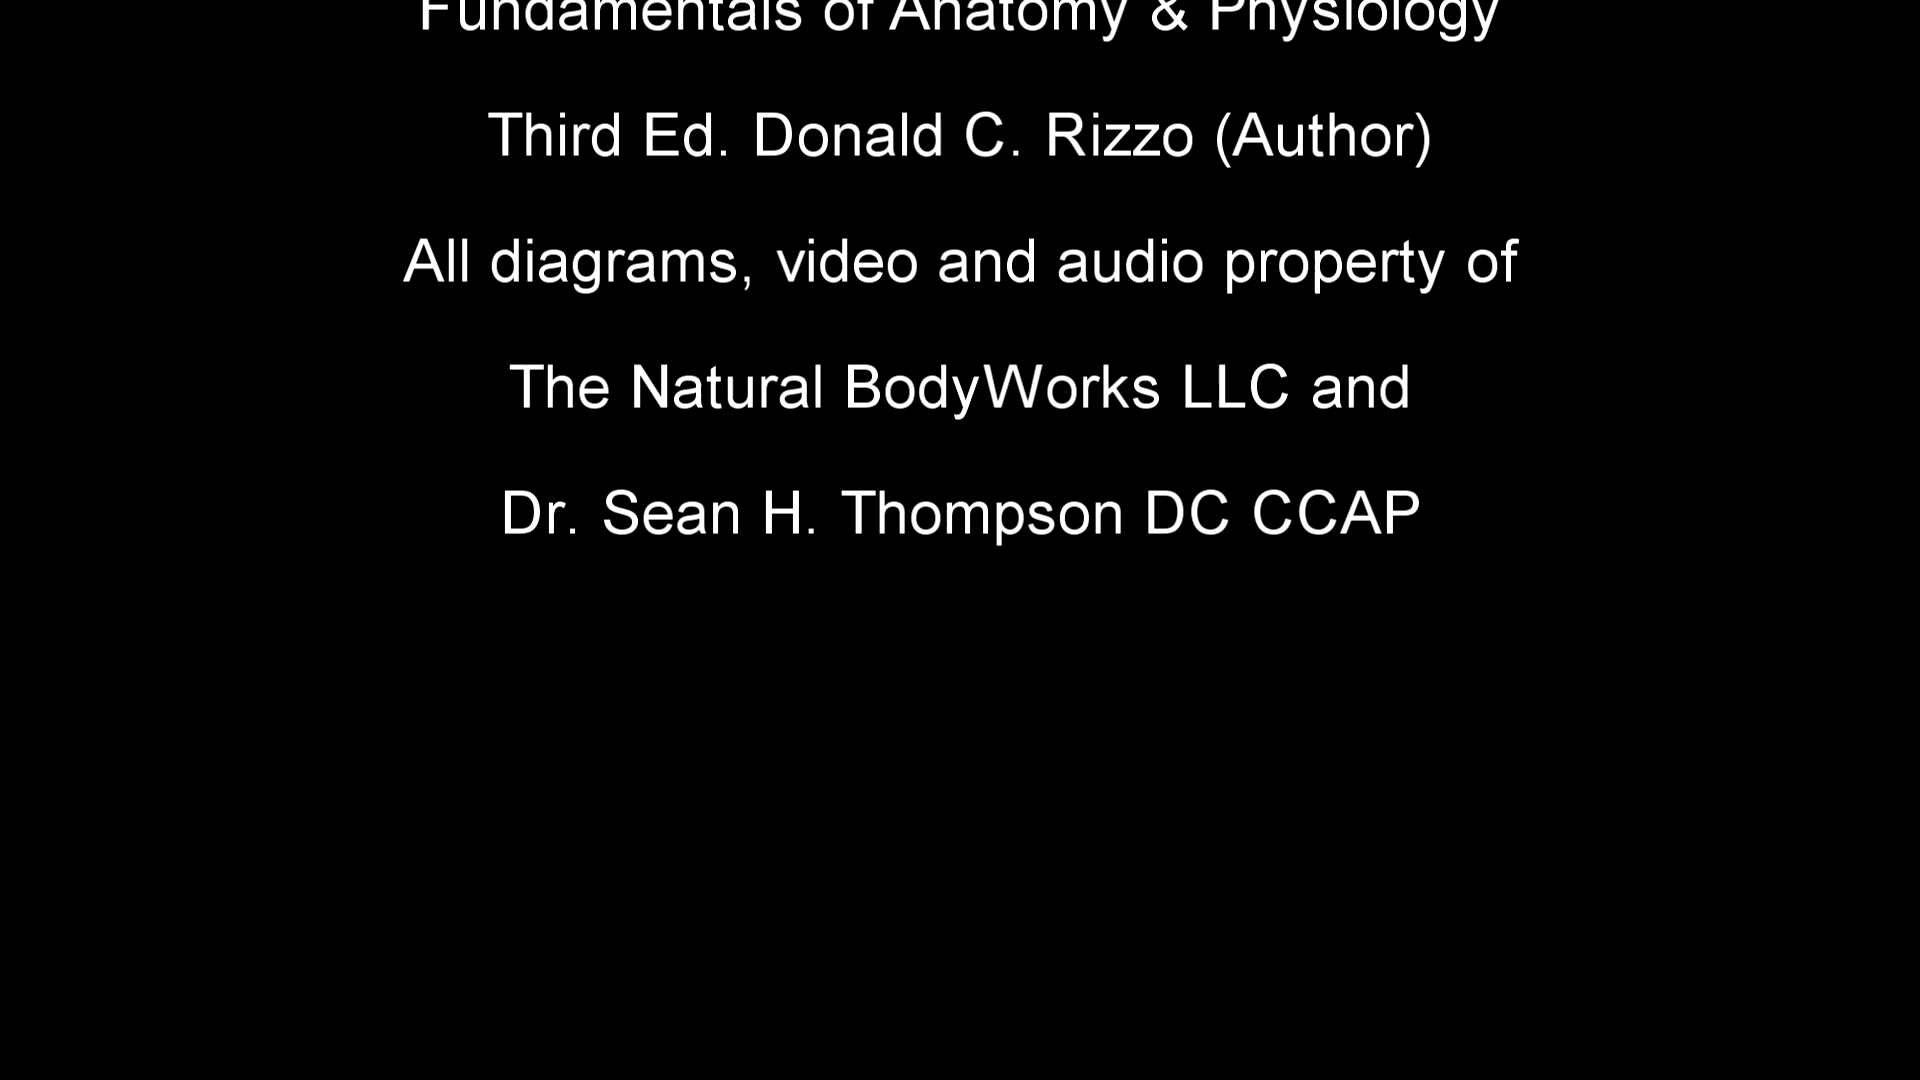 Fundamentals of Anatomy & Physiology
Third Ed. Donald C. Rizzo (Author)
All diagrams, video and audio property of
The Natural BodyWorks LLC and
Dr. Sean H. Thompson DC CCAP